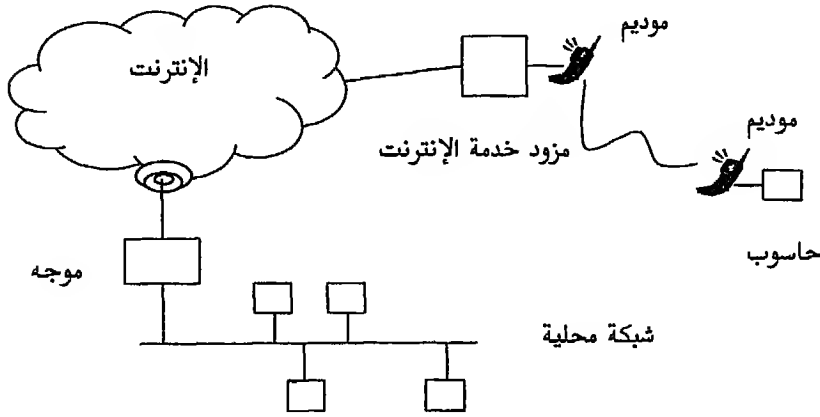 موديم
الإنترنت
موديم
مزود خدمة الإنترنت
حاسوب
موجه
شبكة محلية